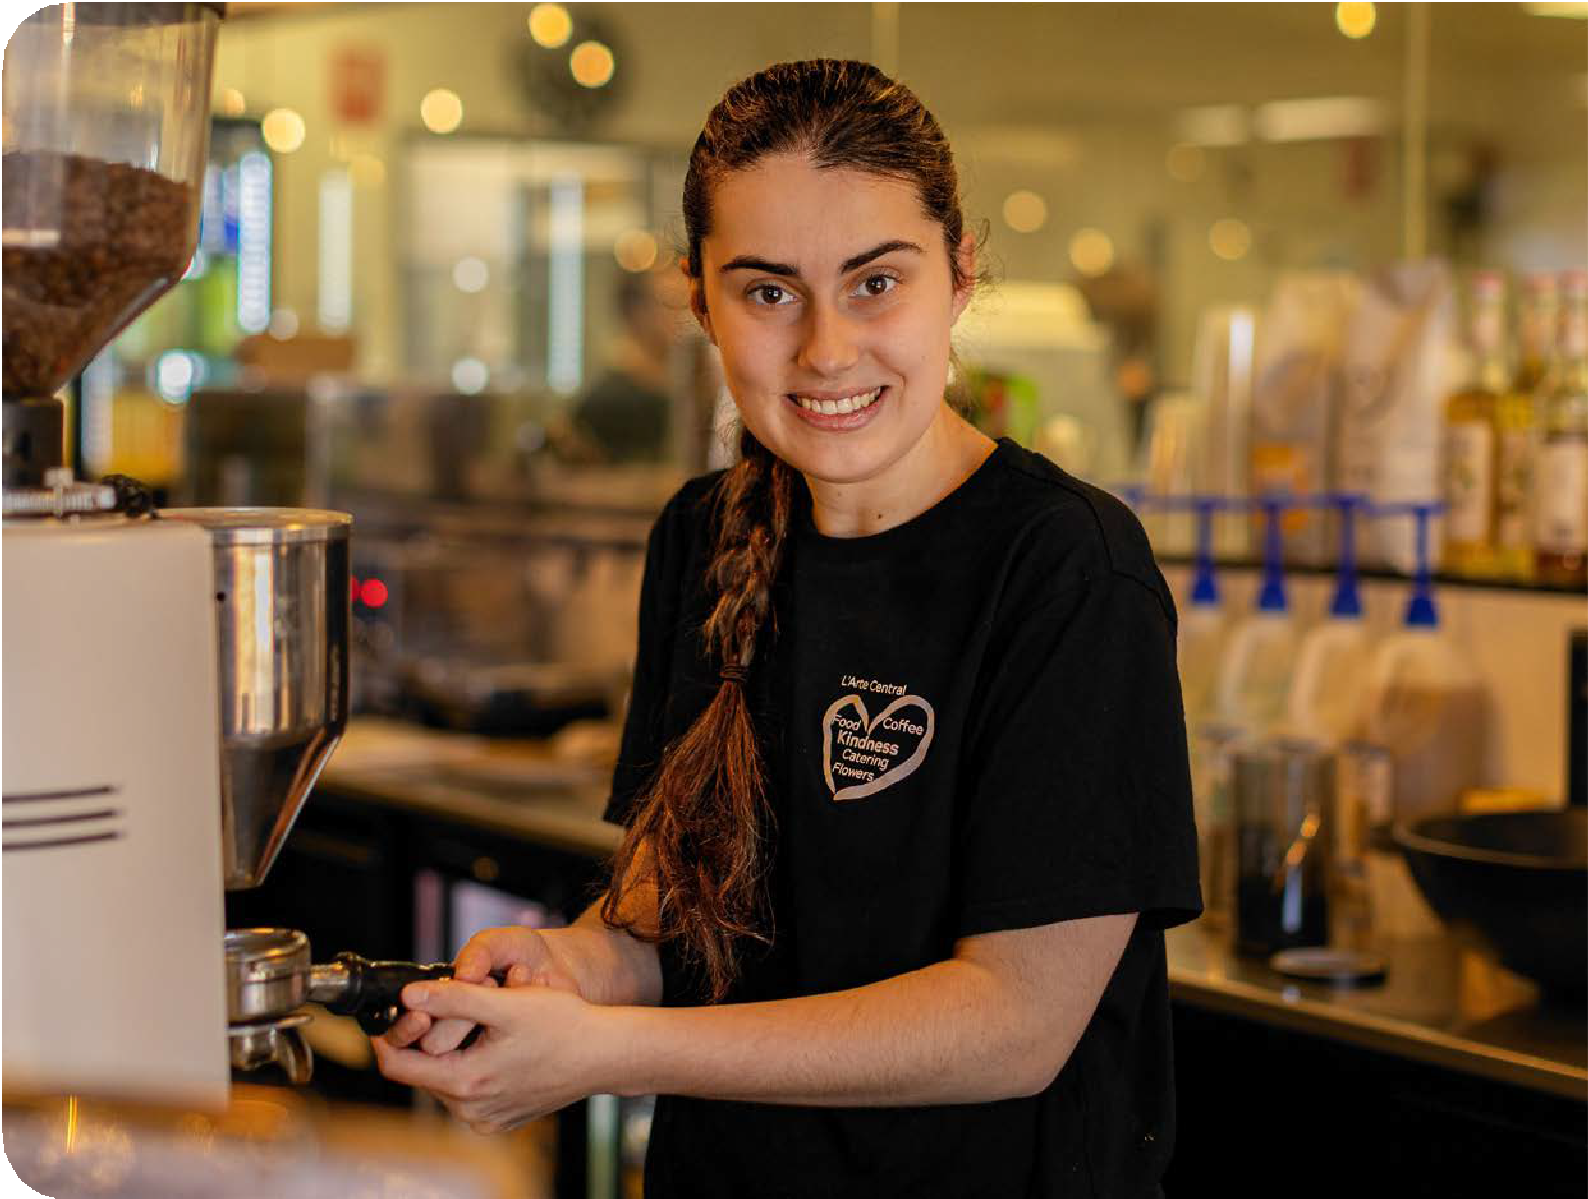 L'Arte Central
Food Coffee
Kindness
Catering
Flowers